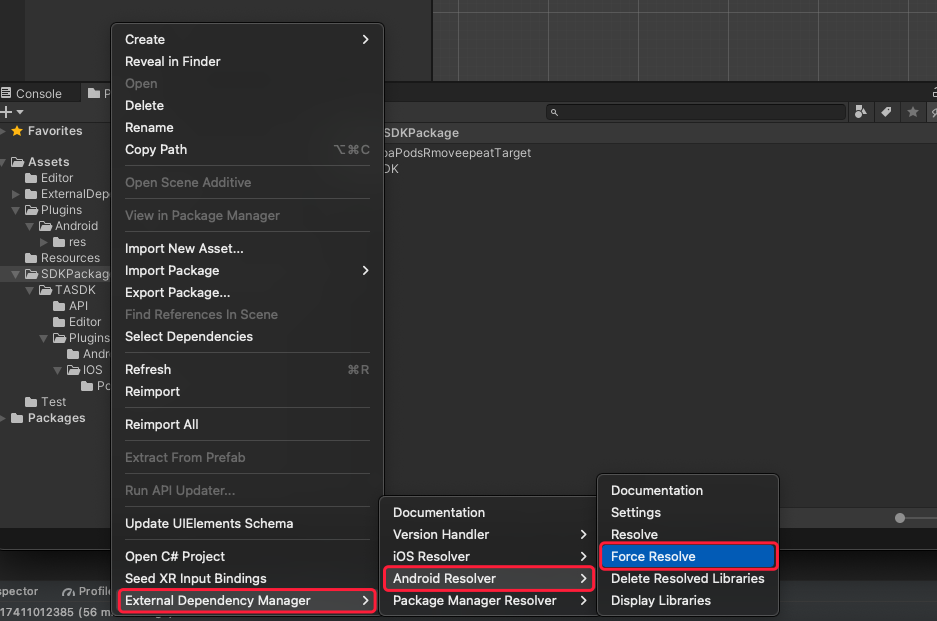 Create
Reveal in Finder
Open
Delete
Rename
Copy Path ⌥⌘C
Open Scene Additive
View in Package Manager
Import New Asset...
Import Package
Export Package...
Find References In Scene
Select Dependencies
Refresh ⌘R
Reimport
Reimport All
Extract From Prefab
Run API Updater...
Update UIElements Schema
Open C# Project
Seed XR Input Bindings
External Dependency Manager
Documentation
Version Handler
iOS Resolver
Android Resolver
Package Manager Resolver
Documentation
Settings
Resolve
Force Resolve
Delete Resolved Libraries
Display Libraries
Console
P
Favorites
Assets
Editor
ExternalDep
Plugins
Android
res
Resources
SDKPackag
TASDK
API
Editor
Plugins
Andr
IOS
Po
Test
Packages
SDKPackage
paPodsRmoveepeatTarget
DK
spector
Profile
17411012385 (56 m